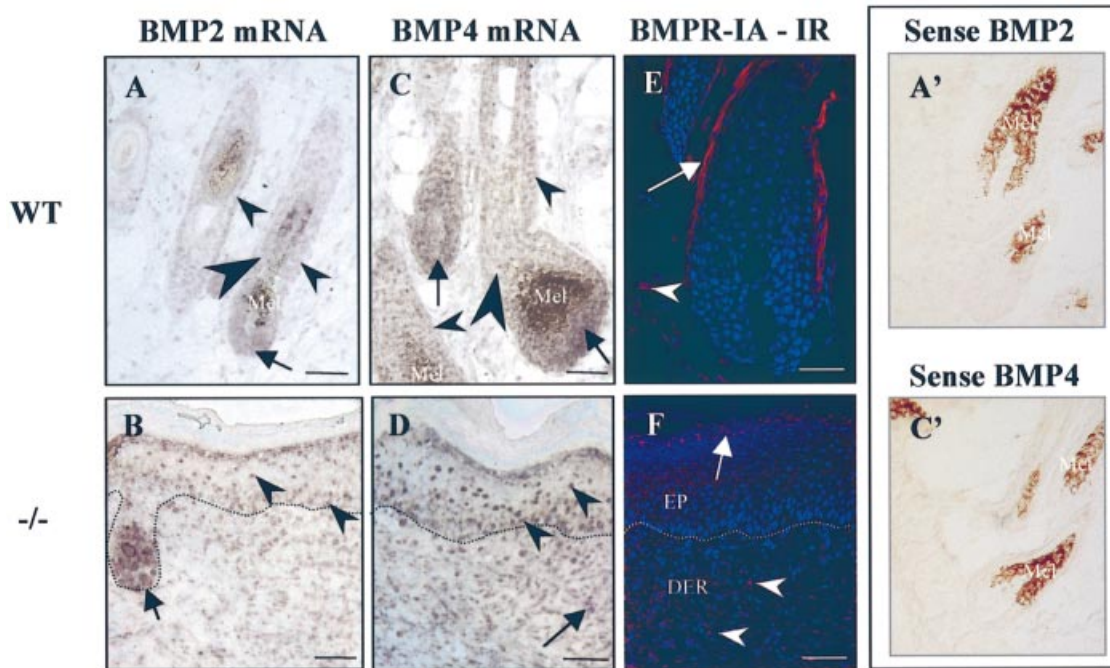 BMP2 mRNA BMP4 mRNA BMPR-IA - IR
Sense BMP2
WT
A
Mel
C
Mel
Mel
E
A'
Mel
Mel
Sense BMP4
-/-
B
D
F
EP
DER
C'
Mel
Mel